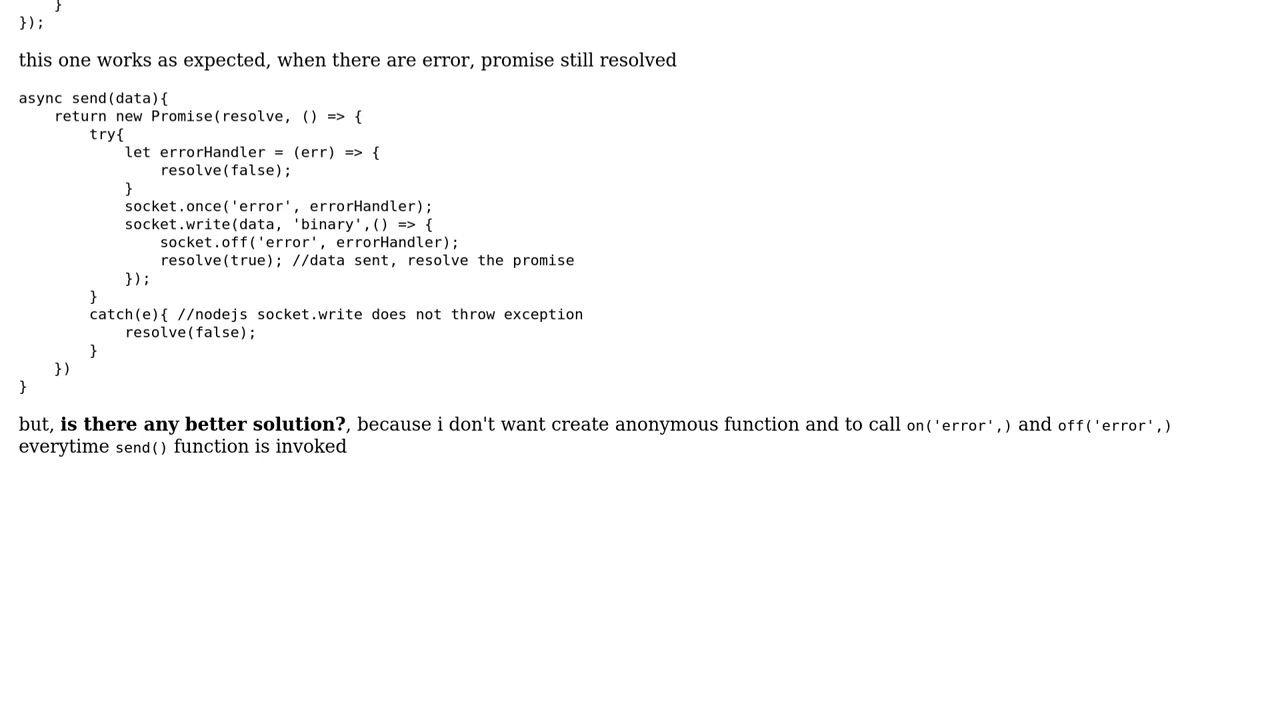 }
});
this one works as expected, when there are error, promise still resolved
async send(data){
    return new Promise(resolve, () => {
        try{
            let errorHandler = (err) => {
                resolve(false);
            }
            socket.once('error', errorHandler);
            socket.write(data, 'binary',() => {
                socket.off('error', errorHandler);
                resolve(true); //data sent, resolve the promise
            });
        }
        catch(e){ //nodejs socket.write does not throw exception
            resolve(false);
        }
    })
}
but, is there any better solution?, because i don't want create anonymous function and to call on('error',) and off('error',)
everytime send() function is invoked